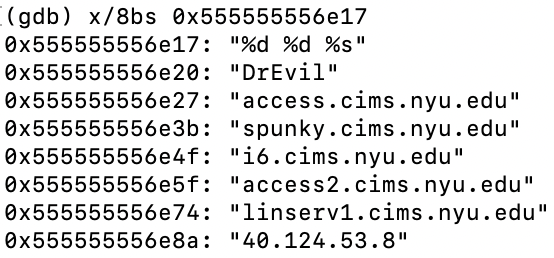 (gdb) x/8bs 0x555555556e17
0x555555556e17: "%d %d %s"
0x555555556e20: "DrEvil"
0x555555556e27: "access.cims.nyu.edu"
0x555555556e3b: "spunky.cims.nyu.edu"
0x555555556e4f: "i6.cims.nyu.edu"
0x555555556e5f: "access2.cims.nyu.edu"
0x555555556e74: "linserv1.cims.nyu.edu"
0x555555556e8a: "40.124.53.8"